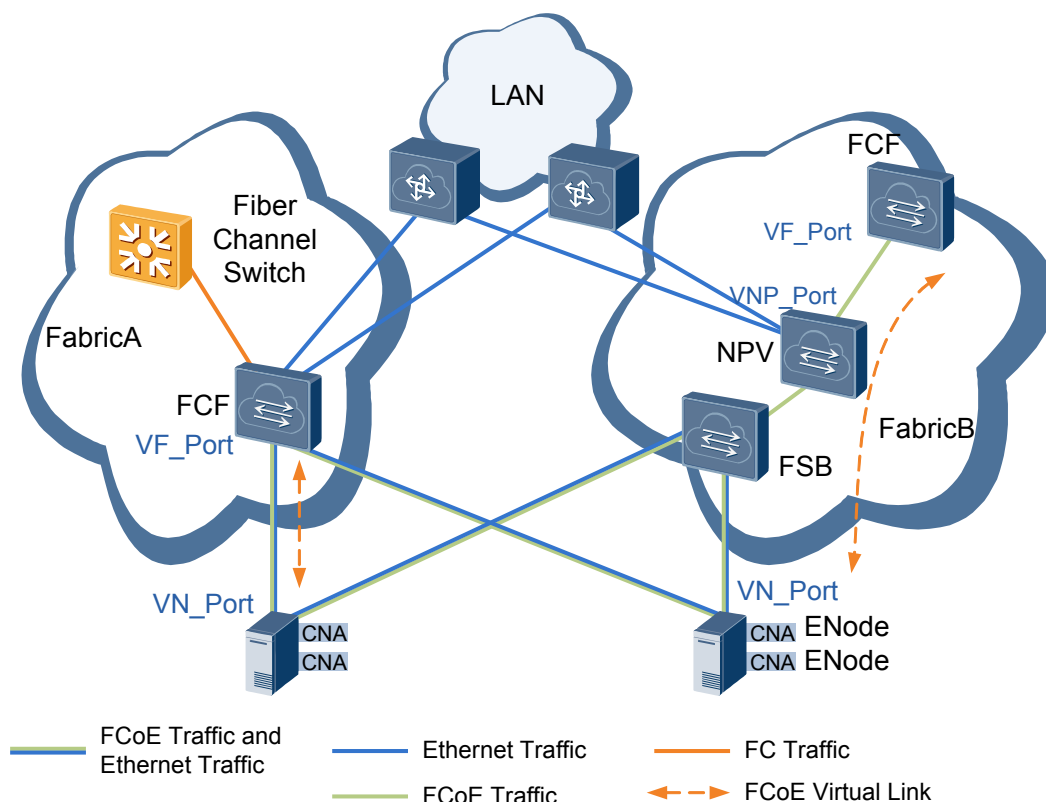 LAN
FCF
Fiber
Channel
Switch
VF_Port
VNP_Port
FabricA
NPV
FCF
VF_Port
FabricB
FSB
VN_Port
VN_Port
CNA
CNA
CNA
ENode
CNA
ENode
FCoE Traffic and
Ethernet Traffic
Ethernet Traffic
FC Traffic
FCoE Traffic
FCoE Virtual Link